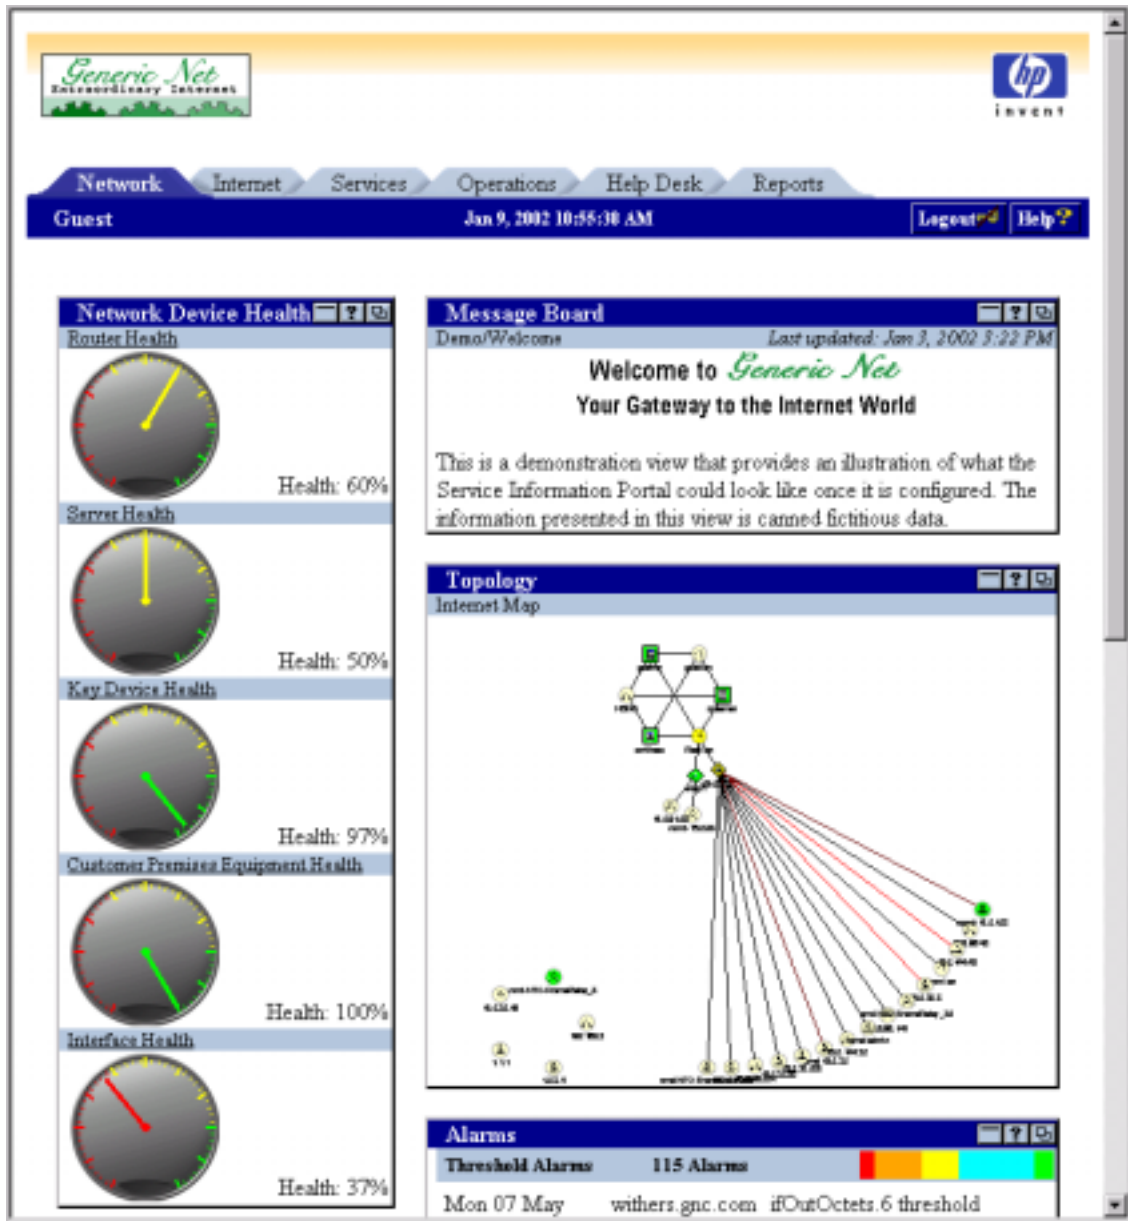 Generic Net
Extraordinary Internet
hp
invent
Network Internet Services Operations Help Desk Reports
Guest Jan 9, 2002 10:55:30 AM Logout Help?
Network Device Health ?
Router Health
Health: 60%
Server Health
Health: 50%
Key Device Health
Health: 97%
Customer Premises Equipment Health
Health: 100%
Interface Health
Health: 37%
Message Board ?
Demo/Welcome Last updated: Jan 3, 2002 3:22 PM
Welcome to Generic Net
Your Gateway to the Internet World
This is a demonstration view that provides an illustration of what the
Service Information Portal could look like once it is configured. The
information presented in this view is canned fictitious data.
Topology ?
Internet Map
Alarms ?
Threshold Alarms 115 Alarms
Mon 07 May withers.gnc.com ifOutOctets.6 threshold